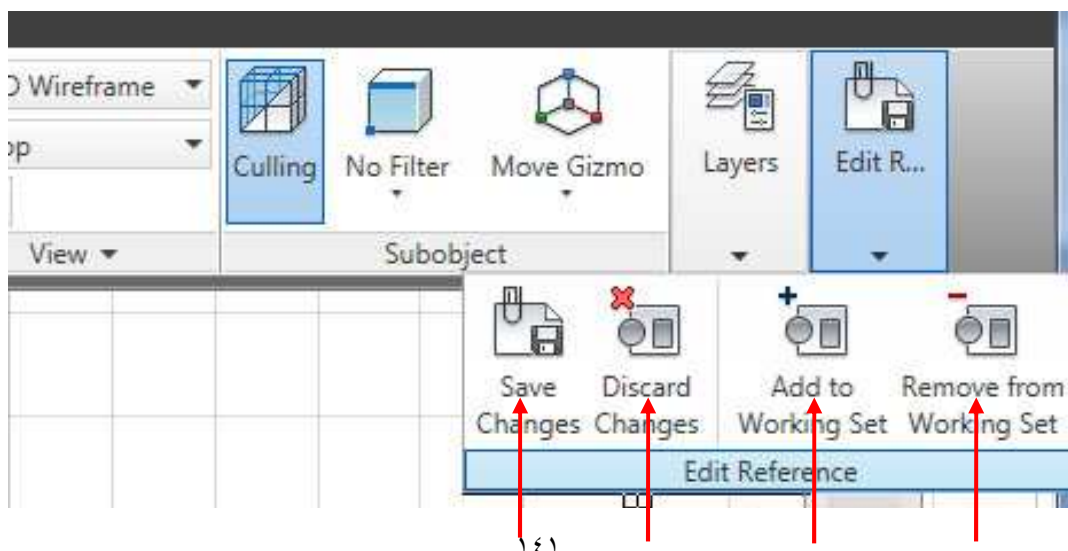 D Wireframe
op
View
Culling
No Filter
Move Gizmo
Subobject
Layers
Edit R...
Save Changes
Discard Changes
Add to Working Set
Remove from Working Set
Edit Reference
١٤١